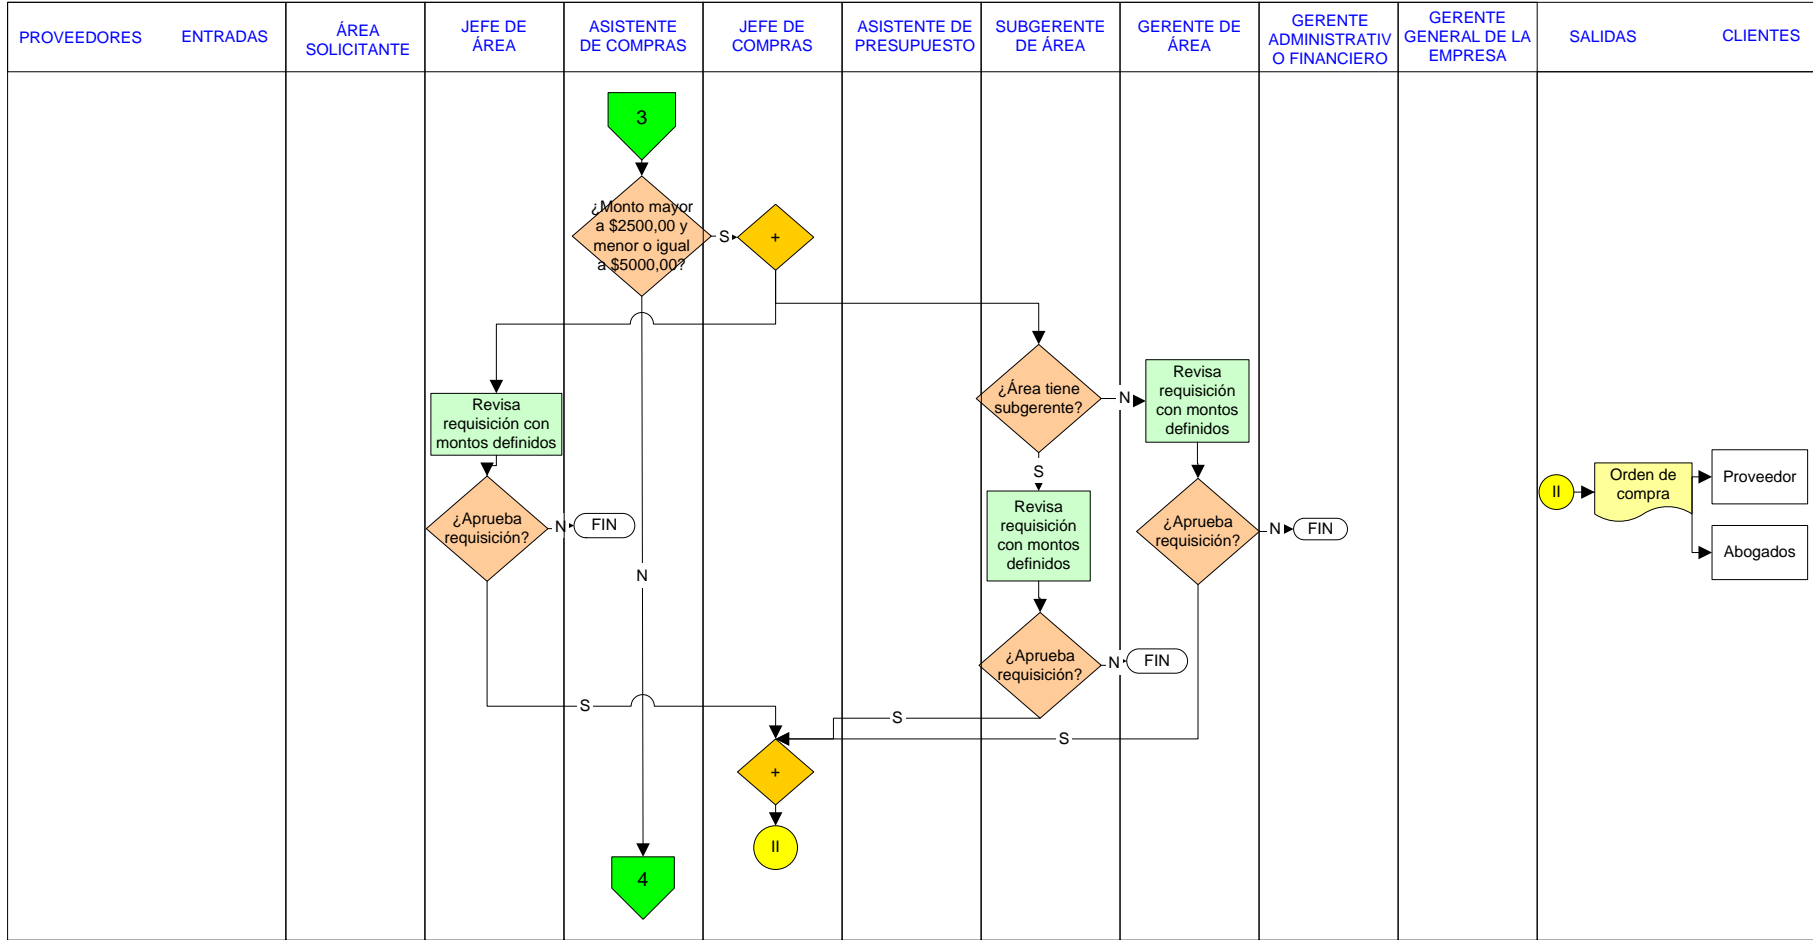 PROVEEDORES
ENTRADAS
ÁREA
SOLICITANTE
JEFE DE
ÁREA
ASISTENTE
DE COMPRAS
JEFE DE
COMPRAS
ASISTENTE DE
PRESUPUESTO
SUBGERENTE
DE ÁREA
GERENTE DE
ÁREA
GERENTE
ADMINISTRATIV
O FINANCIERO
GERENTE
GENERAL DE LA
EMPRESA
SALIDAS
CLIENTES
3
¿Monto mayor
a $2500,00 y
menor o igual
a $5000,00?
S
+
¿Área tiene
subgerente?
N
Revisa
requisición
con montos
definidos
Revisa
requisición con
montos definidos
S
¿Aprueba
requisición?
N
FIN
N
Revisa
requisición
con montos
definidos
¿Aprueba
requisición?
N
FIN
II
Orden de
compra
Proveedor
Abogados
¿Aprueba
requisición?
N
FIN
S
S
S
+
II
4